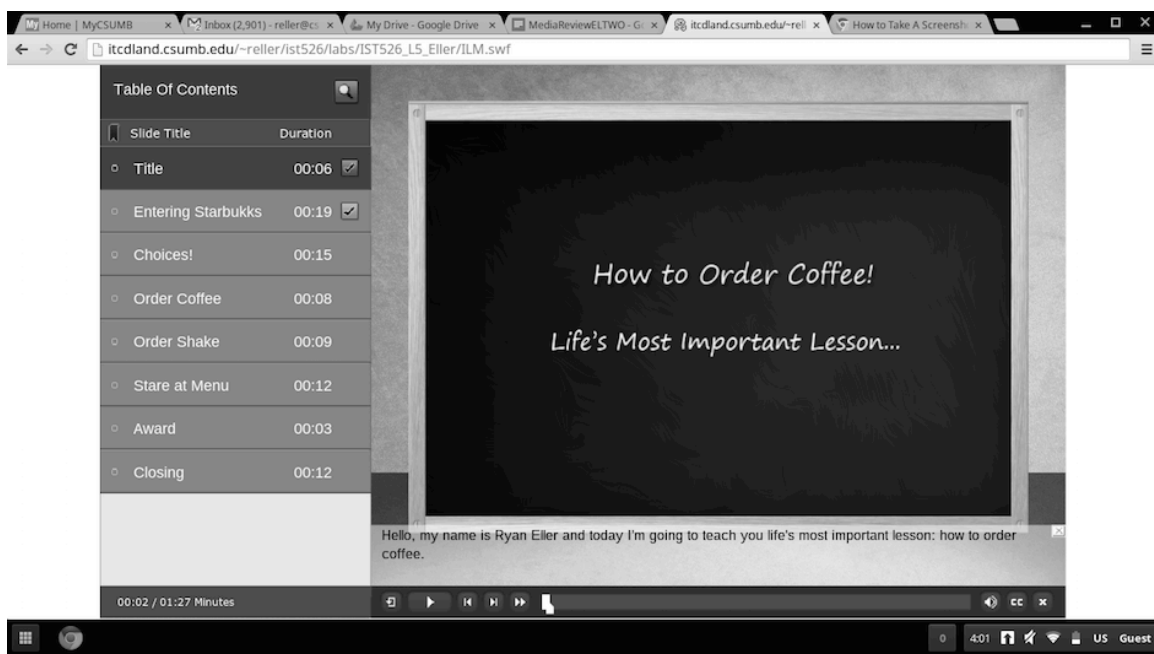 My Home | MyCSUMB
Inbox (2,901) - reller@cs
My Drive - Google Drive
MediaReviewELTWO - Go
itcdland.csumb.edu/~rell
How to Take A Screensh
itcdland.csumb.edu/~reller/ist526/labs/IST526_L5_Eller/ILM.swf
Table Of Contents
Slide Title Duration
Title 00:06
Entering Starbukks 00:19
Choices! 00:15
Order Coffee 00:08
Order Shake 00:09
Stare at Menu 00:12
Award 00:03
Closing 00:12
How to Order Coffee!
Life's Most Important Lesson...
Hello, my name is Ryan Eller and today I'm going to teach you life's most important lesson: how to order
coffee.
00:02 / 01:27 Minutes
CC
0 4:01 US Guest